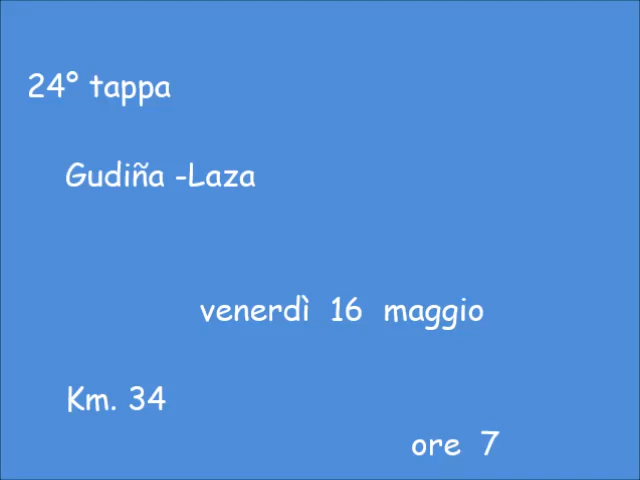 24° tappa
Gudiña -Laza
venerdì 16 maggio
Km. 34
ore 7